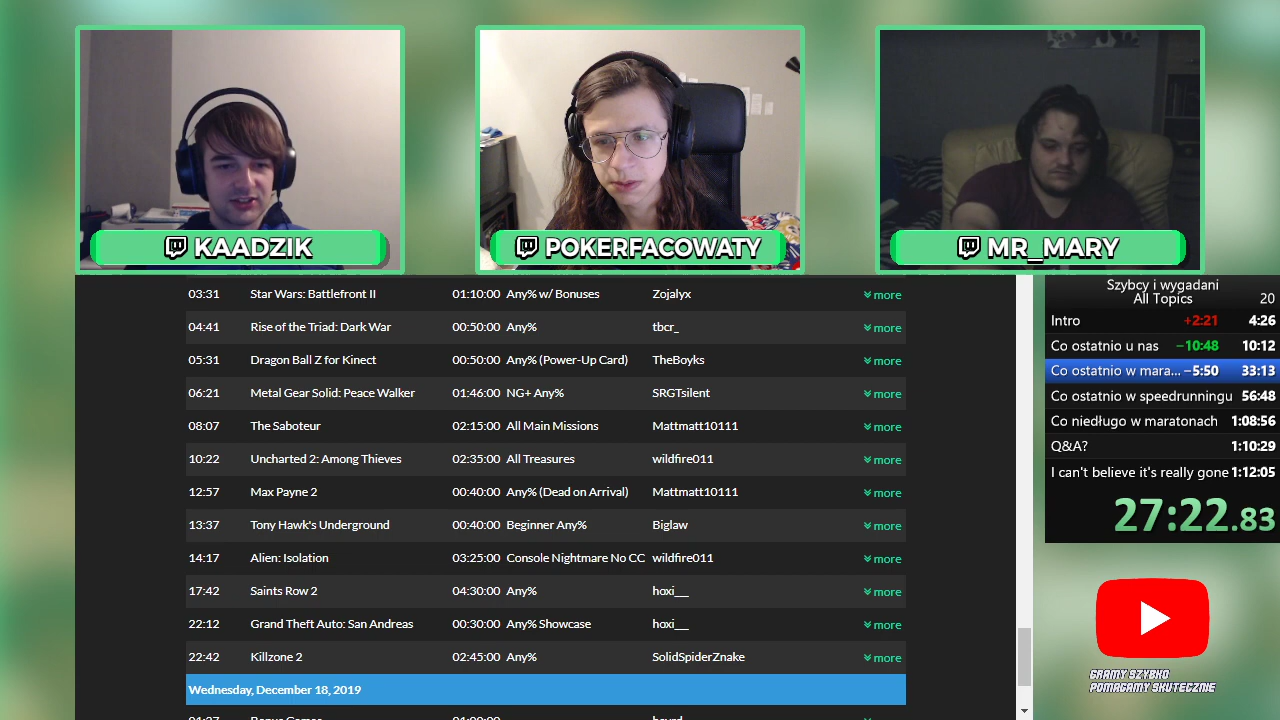 KAADZIK
POKERFACOWATY
MR_MARY
03:31 Star Wars: Battlefront II 01:10:00 Any% w/ Bonuses Zojalyx more
04:41 Rise of the Triad: Dark War 00:50:00 Any% tbcr_ more
05:31 Dragon Ball Z for Kinect 00:50:00 Any% (Power-Up Card) TheBoyks more
06:21 Metal Gear Solid: Peace Walker 01:46:00 NG+ Any% SRGTsilent more
08:07 The Saboteur 02:15:00 All Main Missions Mattmatt10111 more
10:22 Uncharted 2: Among Thieves 02:35:00 All Treasures wildfire011 more
12:57 Max Payne 2 00:40:00 Any% (Dead on Arrival) Mattmatt10111 more
13:37 Tony Hawk's Underground 00:40:00 Beginner Any% Biglaw more
14:17 Alien: Isolation 03:25:00 Console Nightmare No CC wildfire011 more
17:42 Saints Row 2 04:30:00 Any% hoxi___ more
22:12 Grand Theft Auto: San Andreas 00:30:00 Any% Showcase hoxi___ more
22:42 Killzone 2 02:45:00 Any% SolidSpiderZnake more
Wednesday, December 18, 2019
Szybcy i wygadani
All Topics 20
Intro +2:21 4:26
Co ostatnio u nas −10:48 10:12
Co ostatnio w mara... −5:50 33:13
Co ostatnio w speedrunningu 56:48
Co niedługo w maratonach 1:08:56
Q&A? 1:10:29
I can't believe it's really gone 1:12:05
27:22.83
GRAMY SZYBKO
POMAGAMY SKUTECZNIE